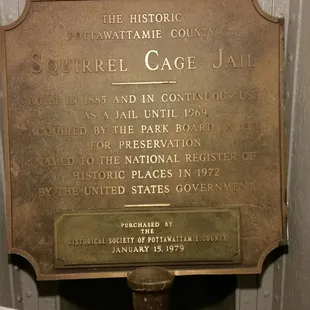 THE HISTORIC
POTTAWATTAMIE COUNTY
SQUIRREL CAGE JAIL
BUILT IN 1885 AND IN CONTINUOUS USE
AS A JAIL UNTIL 1969
ACQUIRED BY THE PARK BOARD IN
FOR PRESERVATION
NAMED TO THE NATIONAL REGISTER OF
HISTORIC PLACES IN 1972
BY THE UNITED STATES GOVERNMENT
PURCHASED BY
THE
HISTORICAL SOCIETY OF POTTAWATTAMIE COUNTY
JANUARY 15, 1979